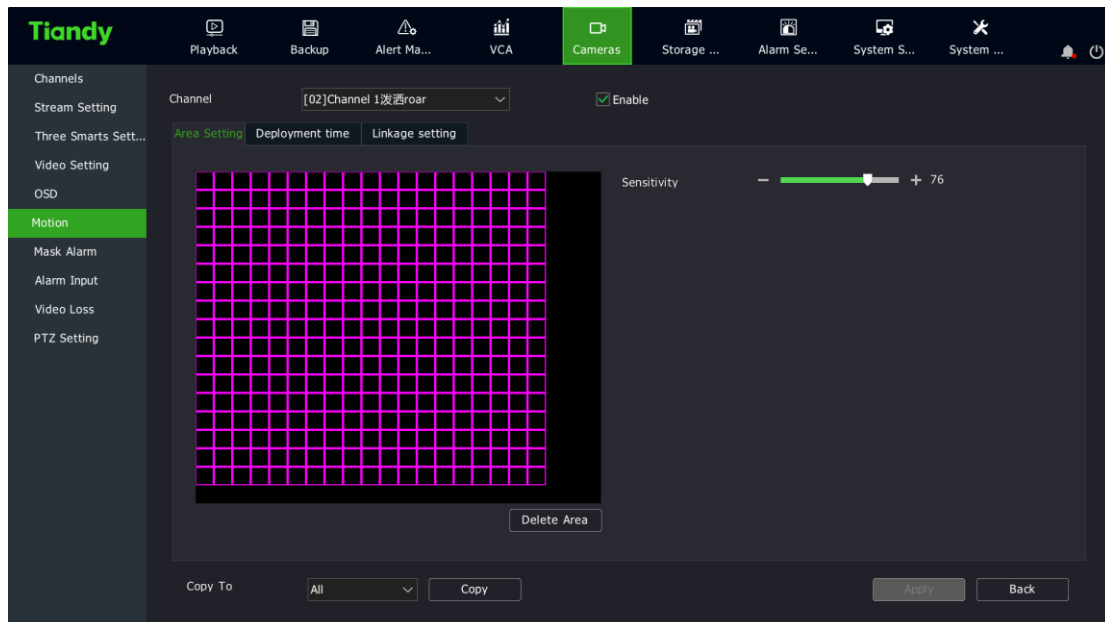 Tiandy
Playback
Backup
Alert Ma...
VCA
Cameras
Storage ...
Alarm Se...
System S...
System ...
Channels
Stream Setting
Three Smarts Sett...
Video Setting
OSD
Motion
Mask Alarm
Alarm Input
Video Loss
PTZ Setting
Channel
[02]Channel 1泼洒roar
Enable
Area Setting
Deployment time
Linkage setting
Sensitivity
76
Delete Area
Copy To
All
Copy
Apply
Back